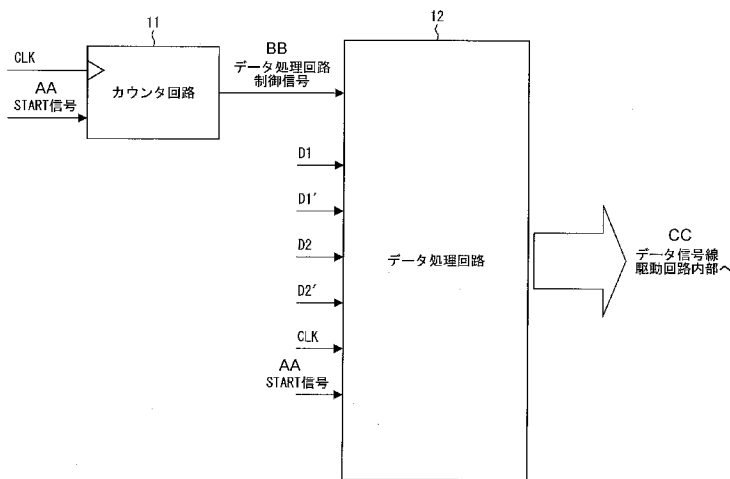 11
CLK
AA
START信号
カウンタ回路
BB
データ処理回路
制御信号
12
D1
D1′
D2
D2′
CLK
AA
START信号
データ処理回路
CC
データ信号線
駆動回路内部へ